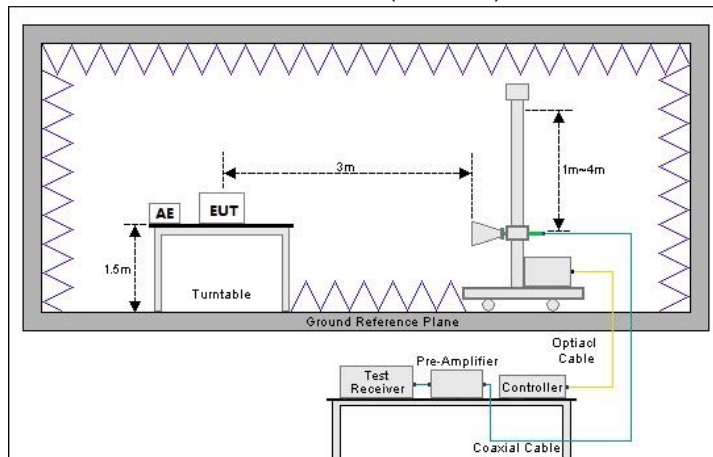 3m
1m~4m
AE
EUT
1.5m
Turntable
Ground Reference Plane
Optiacl
Cable
Pre-Amplifier
Test
Receiver
Controller
Coaxial Cable